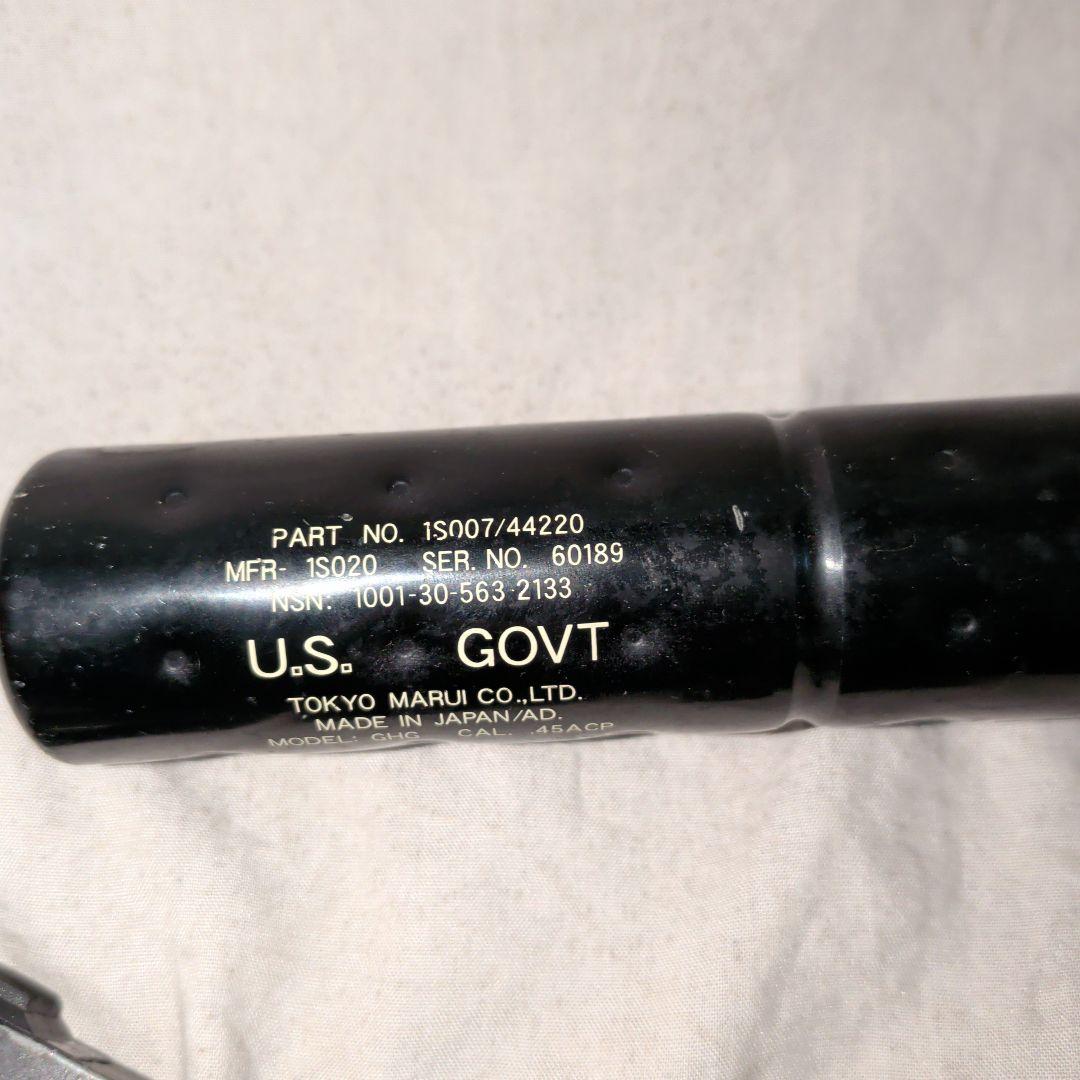 PART NO. 1S007/44220
MFR- 1S020 SER. NO. 60189
NSN: 1001-30-563-2133
U.S. GOVT
TOKYO MARUI CO.,LTD.
MADE IN JAPAN/AD.
MODEL: GHG CAL. .45ACP